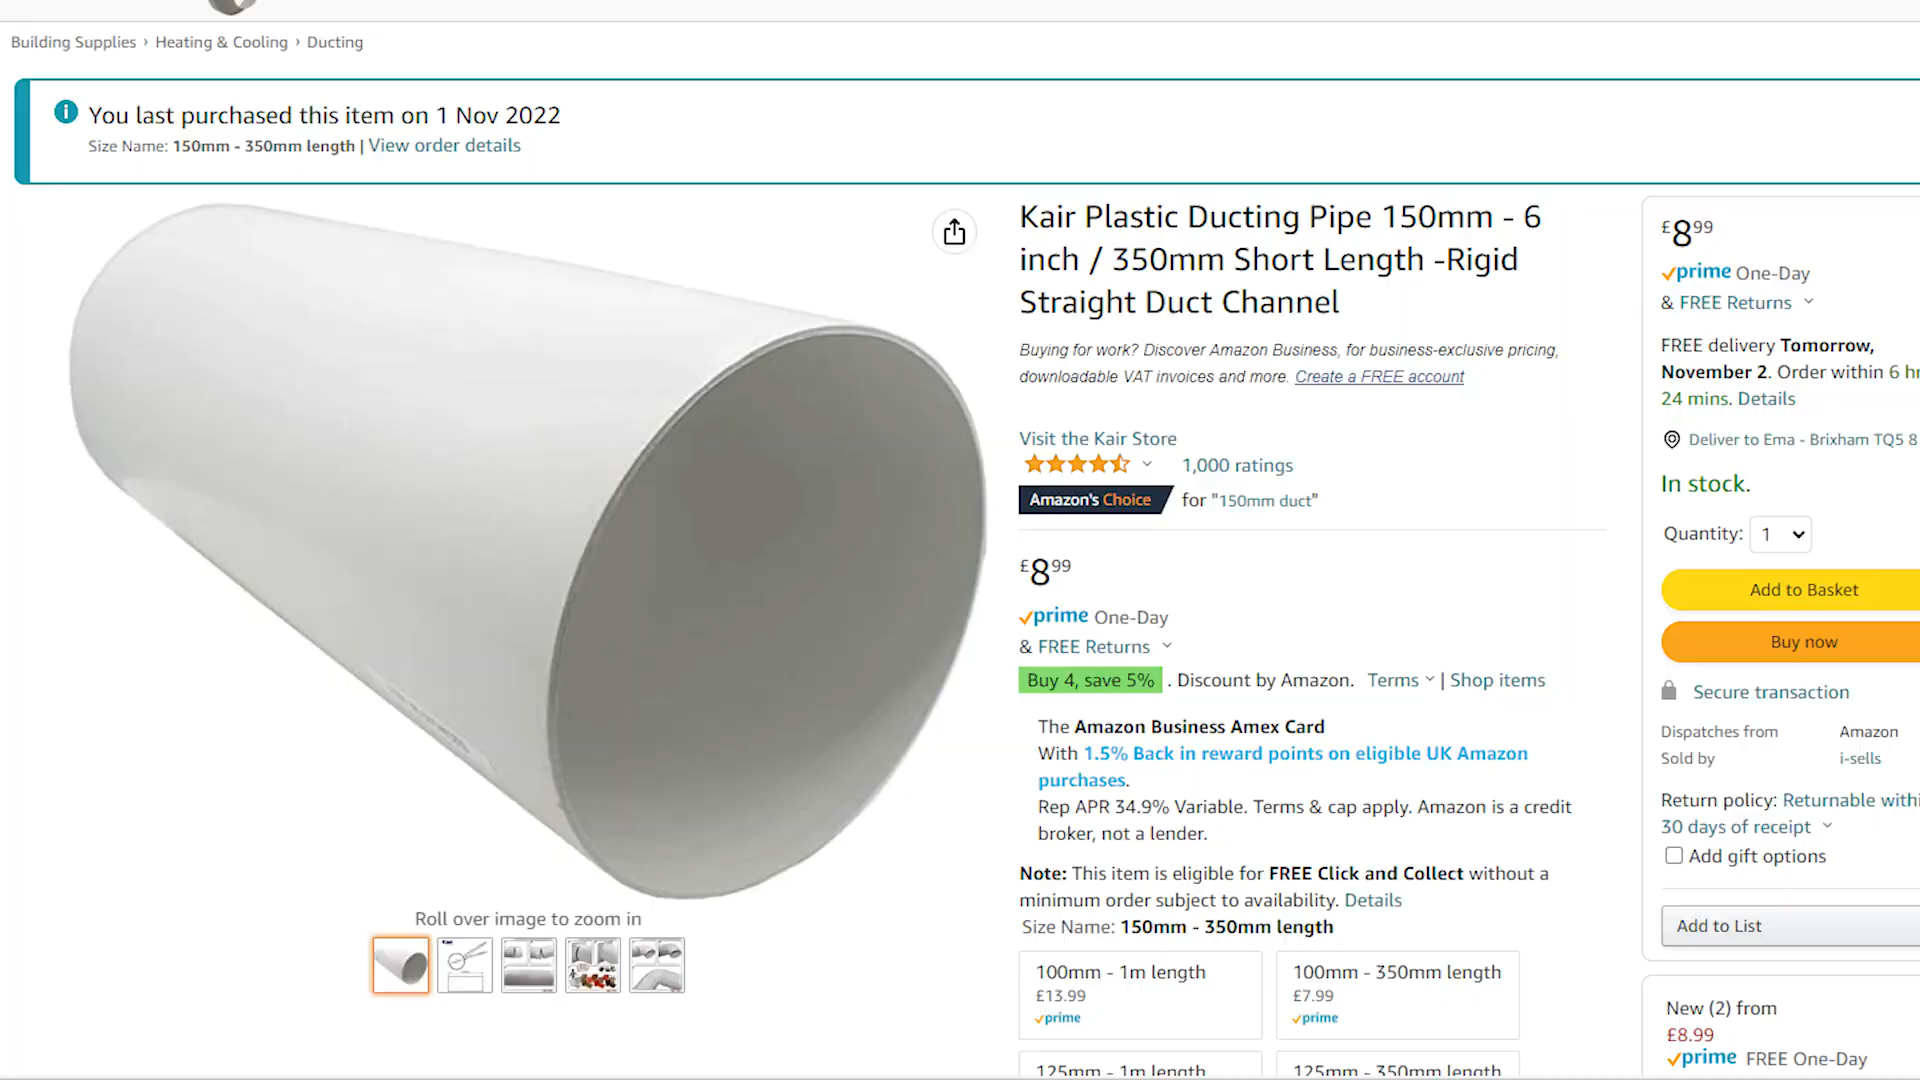 Building Supplies › Heating & Cooling › Ducting
You last purchased this item on 1 Nov 2022
Size Name: 150mm - 350mm length | View order details
Kair Plastic Ducting Pipe 150mm - 6
inch / 350mm Short Length -Rigid
Straight Duct Channel
Buying for work? Discover Amazon Business, for business-exclusive pricing,
downloadable VAT invoices and more. Create a FREE account
Visit the Kair Store
1,000 ratings
Amazon's Choice for "150mm duct"
£8 99
prime One-Day
& FREE Returns
Buy 4, save 5% . Discount by Amazon. Terms | Shop items
The Amazon Business Amex Card
With 1.5% Back in reward points on eligible UK Amazon
purchases.
Rep APR 34.9% Variable. Terms & cap apply. Amazon is a credit
broker, not a lender.
Note: This item is eligible for FREE Click and Collect without a
minimum order subject to availability. Details
Size Name: 150mm - 350mm length
100mm - 1m length
£13.99
prime
100mm - 350mm length
£7.99
prime
125mm - 1m length
125mm - 350mm length
Roll over image to zoom in
£8 99
prime One-Day
& FREE Returns
FREE delivery Tomorrow,
November 2. Order within 6 hr
24 mins. Details
Deliver to Ema - Brixham TQ5 8
In stock.
Quantity: 1
Add to Basket
Buy now
Secure transaction
Dispatches from Amazon
Sold by i-sells
Return policy: Returnable withi
30 days of receipt
Add gift options
Add to List
New (2) from
£8.99
prime FREE One-Day